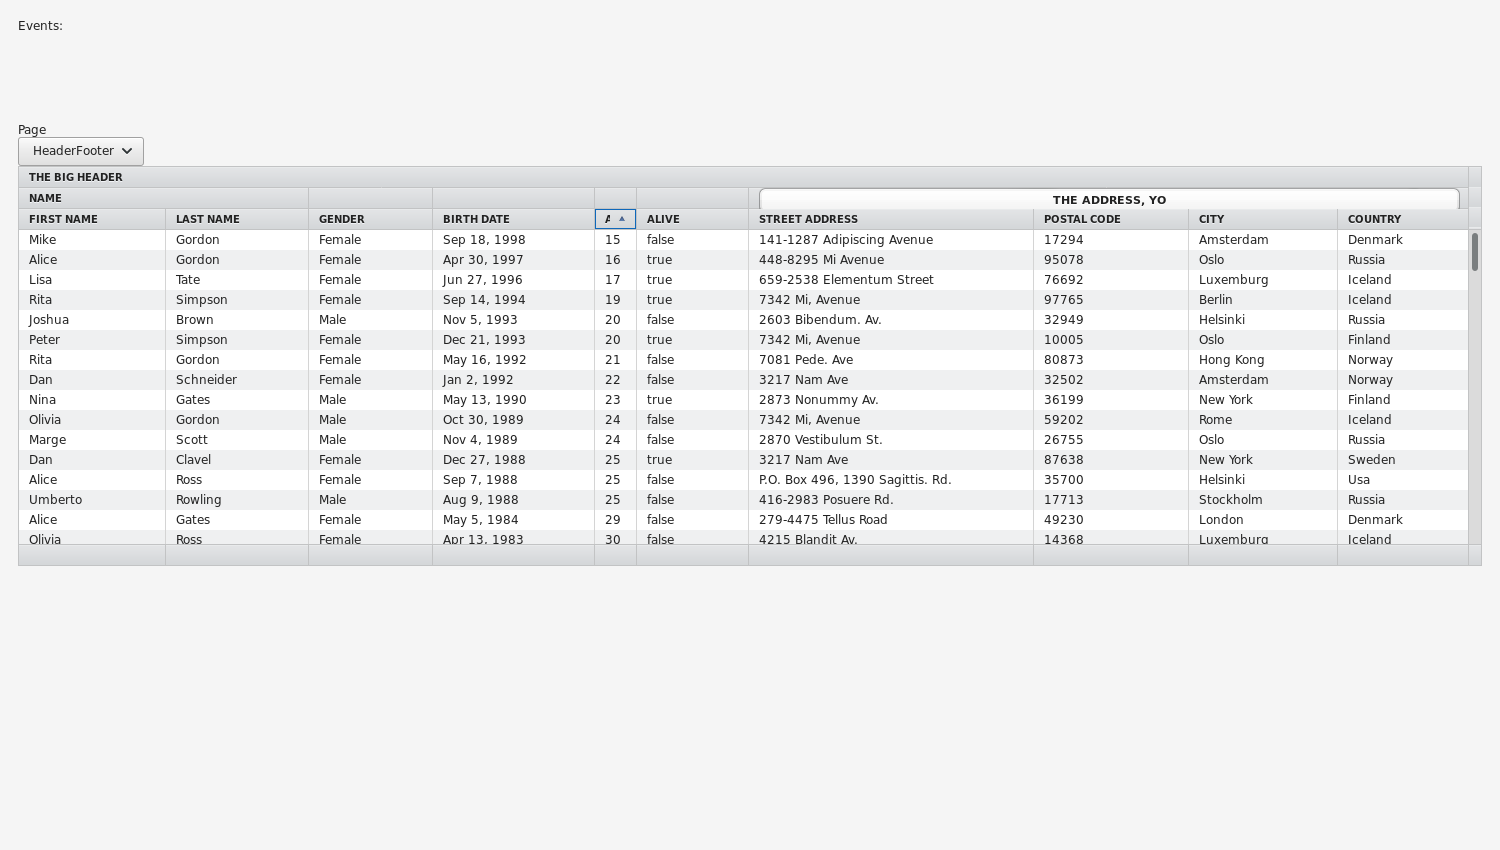 Events:
Page
HeaderFooter
THE BIG HEADER
NAME THE ADDRESS, YO
FIRST NAME LAST NAME GENDER BIRTH DATE ALIVE STREET ADDRESS POSTAL CODE CITY COUNTRY
Mike Gordon Female Sep 18, 1998 15 false 141-1287 Adipiscing Avenue 17294 Amsterdam Denmark
Alice Gordon Female Apr 30, 1997 16 true 448-8295 Mi Avenue 95078 Oslo Russia
Lisa Tate Female Jun 27, 1996 17 true 659-2538 Elementum Street 76692 Luxemburg Iceland
Rita Simpson Female Sep 14, 1994 19 true 7342 Mi, Avenue 97765 Berlin Iceland
Joshua Brown Male Nov 5, 1993 20 false 2603 Bibendum. Av. 32949 Helsinki Russia
Peter Simpson Female Dec 21, 1993 20 true 7342 Mi, Avenue 10005 Oslo Finland
Rita Gordon Female May 16, 1992 21 false 7081 Pede. Ave 80873 Hong Kong Norway
Dan Schneider Female Jan 2, 1992 22 false 3217 Nam Ave 32502 Amsterdam Norway
Nina Gates Male May 13, 1990 23 true 2873 Nonummy Av. 36199 New York Finland
Olivia Gordon Male Oct 30, 1989 24 false 7342 Mi, Avenue 59202 Rome Iceland
Marge Scott Male Nov 4, 1989 24 false 2870 Vestibulum St. 26755 Oslo Russia
Dan Clavel Female Dec 27, 1988 25 true 3217 Nam Ave 87638 New York Sweden
Alice Ross Female Sep 7, 1988 25 false P.O. Box 496, 1390 Sagittis. Rd. 35700 Helsinki Usa
Umberto Rowling Male Aug 9, 1988 25 false 416-2983 Posuere Rd. 17713 Stockholm Russia
Alice Gates Female May 5, 1984 29 false 279-4475 Tellus Road 49230 London Denmark
Olivia Ross Female Apr 13, 1983 30 false 4215 Blandit Av. 14368 Luxemburg Iceland